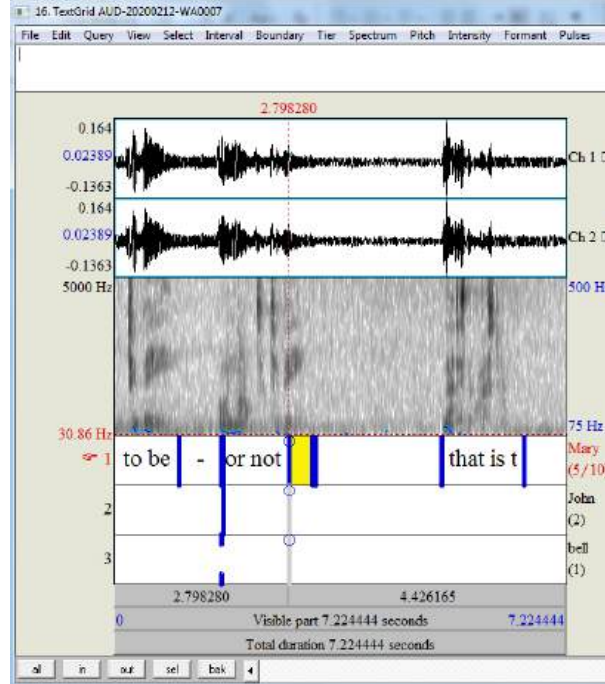 16. TextGrid AUD-20200212-WA0007
File Edit Query View Select Interval Boundary Tier Spectrum Pitch Intensity Formant Pulses
2.798280
0.164
0.02389
-0.1363
Ch 1
0.164
0.02389
-0.1363
Ch 2
5000 Hz
500 H
30.86 Hz
75 Hz
1 to be - or not that is t
Mary
(5/10
2
John
(2)
3
bell
(1)
2.798280 4.426165
0 Visible part 7.224444 seconds 7.224444
Total duration 7.224444 seconds
all in out sel bak